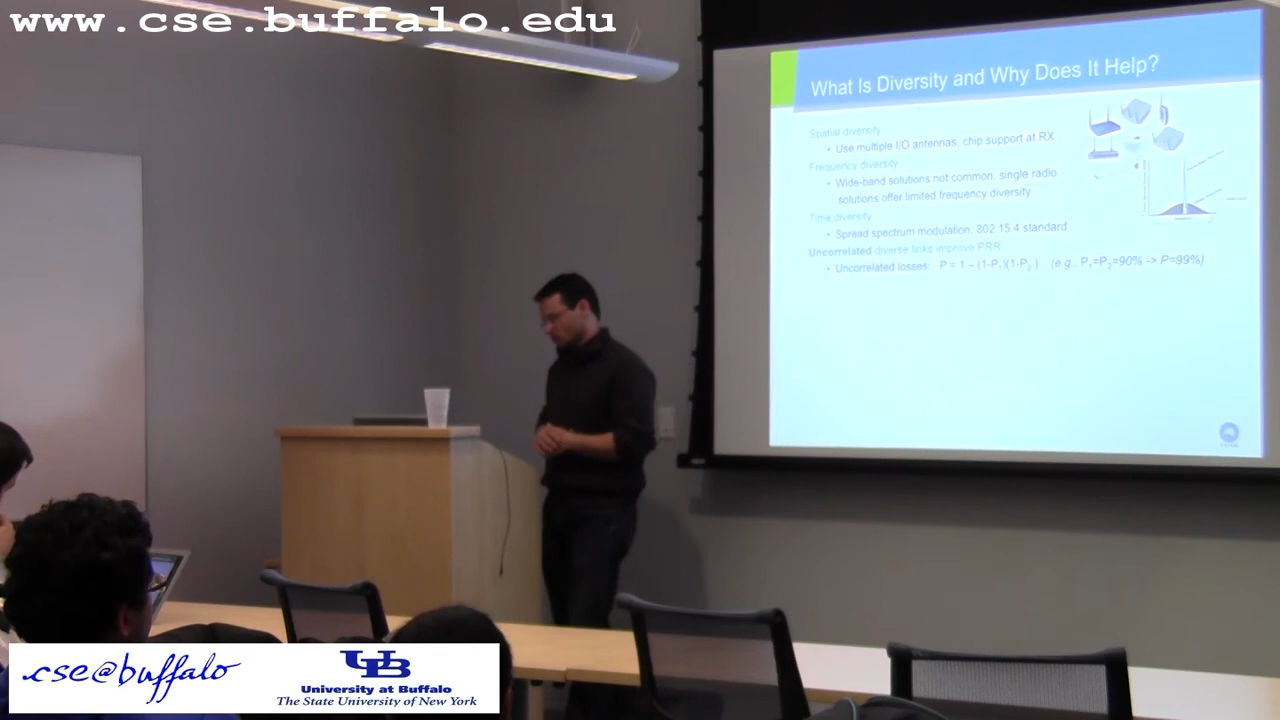 www.cse.buffalo.edu
What Is Diversity and Why Does It Help?
Spatial diversity
• Use multiple I/O antennas, chip support at RX
Frequency diversity
• Wide-band solutions not common, single radio
solutions offer limited frequency diversity
Time diversity
• Spread spectrum modulation: 802.15.4 standard
Uncorrelated diverse links improve PRR
• Uncorrelated losses: P = 1 – (1-P₁)(1-P₂ ) (e.g., P₁=P₂=90% -> P=99%)
cse@buffalo
UB
University at Buffalo
The State University of New York